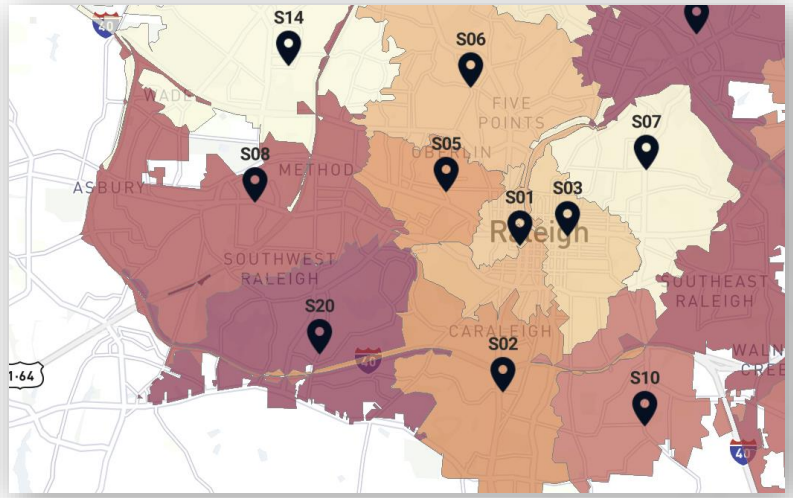 S14
40
S06
WADE
FIVE
POINTS
S07
S05
OBERLIN
S08
METHOD
ASBURY
S01
S03
Raleigh
SOUTHWEST
RALEIGH
SOUTHEAST
RALEIGH
S20
CARALEIGH
S02
40
WALN
CREE
1-64
S10
40